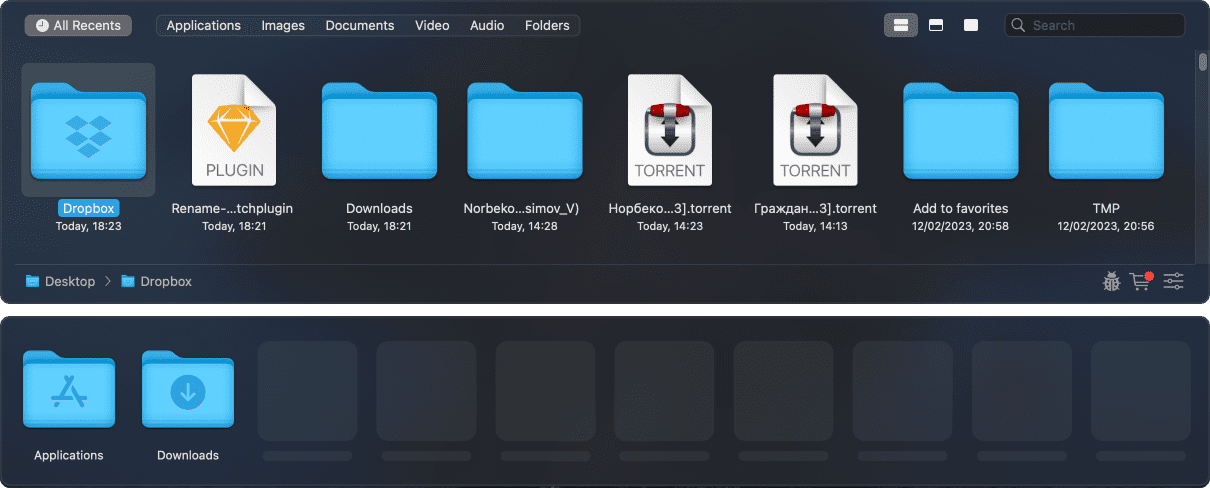 All Recents
Applications Images Documents Video Audio Folders
Search
PLUGIN
TORRENT
TORRENT
Dropbox
Today, 18:23
Rename-...tchplugin
Today, 18:21
Downloads
Today, 18:21
Norbeko...simov_V)
Today, 14:28
Норбеко...3].torrent
Today, 14:23
Граждан...3].torrent
Today, 14:13
Add to favorites
12/02/2023, 20:58
TMP
12/02/2023, 20:56
Desktop > Dropbox
Applications
Downloads